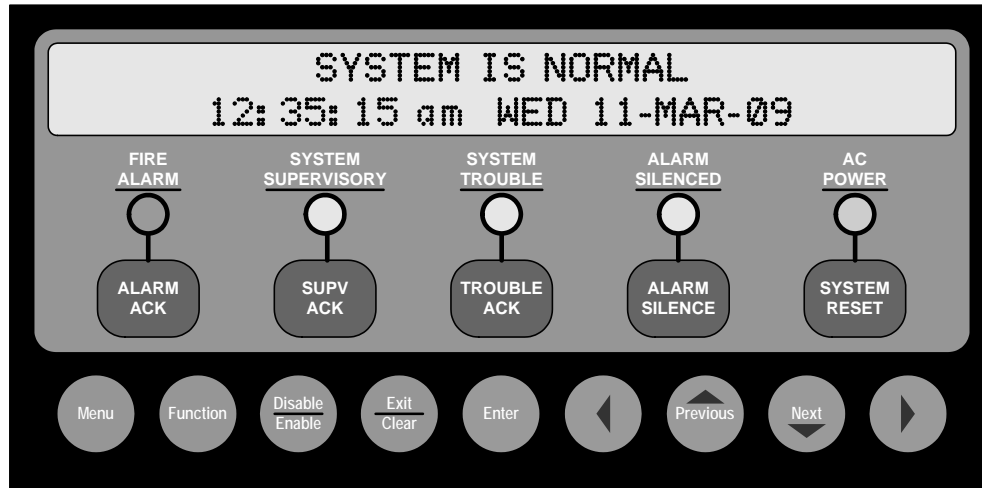 SYSTEM IS NORMAL
12:35:15 am WED 11-MAR-09
FIRE
ALARM
SYSTEM
SUPERVISORY
SYSTEM
TROUBLE
ALARM
SILENCED
AC
POWER
ALARM
ACK
SUPV
ACK
TROUBLE
ACK
ALARM
SILENCE
SYSTEM
RESET
Menu
Function
Disable
Enable
Exit
Clear
Enter
Previous
Next